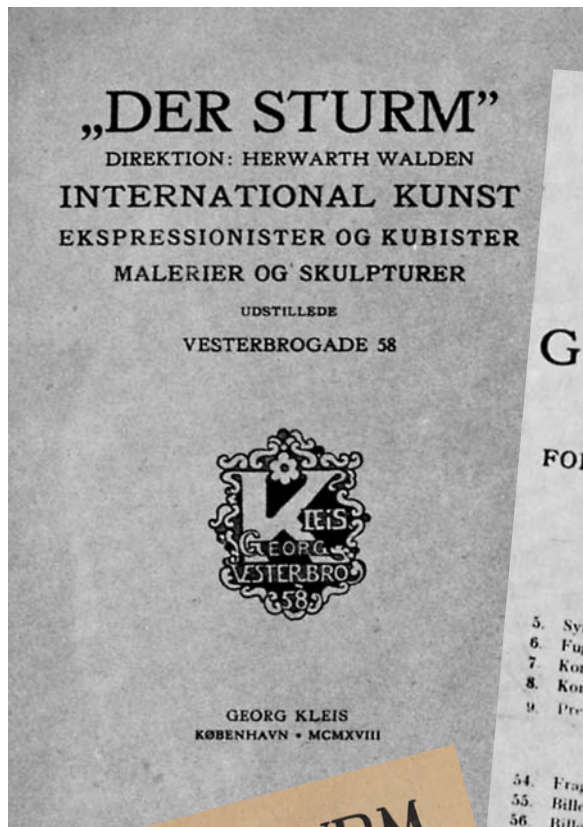 „DER STURM”
DIREKTION: HERWARTH WALDEN
INTERNATIONAL KUNST
EKSPRESSIONISTER OG KUBISTER
MALERIER OG SKULPTURER
UDSTILLEDE
VESTERBROGADE 58
KLEIS
GEORG
VESTERBRO
58
GEORG KLEIS
KØBENHAVN • MCMXVIII
G
5.
6.
7.
8.
9.
54.
55.
56.